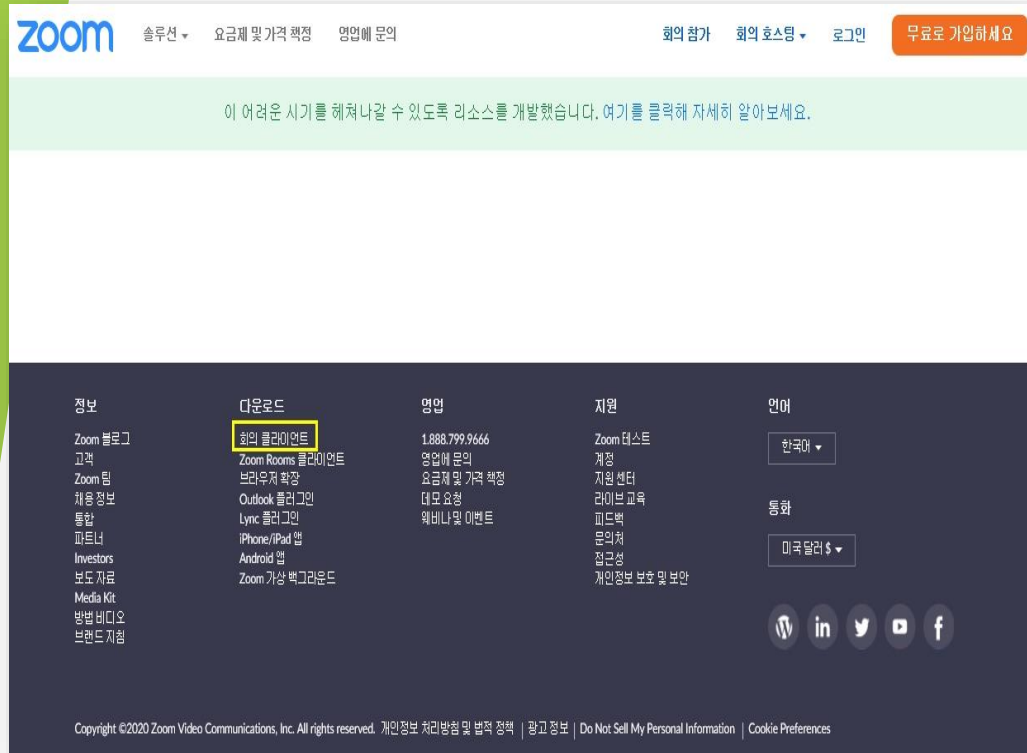 zoom 솔루션 요금제 및 가격 책정 영업에 문의 회의 참가 회의 호스팅 로그인 무료로 가입하세요
이 어려운 시기를 헤쳐나갈 수 있도록 리소스를 개발했습니다. 여기를 클릭해 자세히 알아보세요.
정보
Zoom 블로그
고객
Zoom 팀
채용 정보
통합
파트너
Investors
보도 자료
Media Kit
방법 비디오
브랜드 지침
다운로드
회의 클라이언트
Zoom Rooms 클라이언트
브라우저 확장
Outlook 플러그인
Lync 플러그인
iPhone/iPad 앱
Android 앱
Zoom 가상 백그라운드
영업
1.888.799.9666
영업에 문의
요금제 및 가격 책정
데모 요청
웨비나 및 이벤트
지원
Zoom 테스트
계정
지원 센터
라이브 교육
피드백
문의처
접근성
개인정보 보호 및 보안
언어
한국어
통화
미국 달러 $
in
f
Copyright ©2020 Zoom Video Communications, Inc. All rights reserved. 개인정보 처리방침 및 법적 정책 | 광고 정보 | Do Not Sell My Personal Information | Cookie Preferences